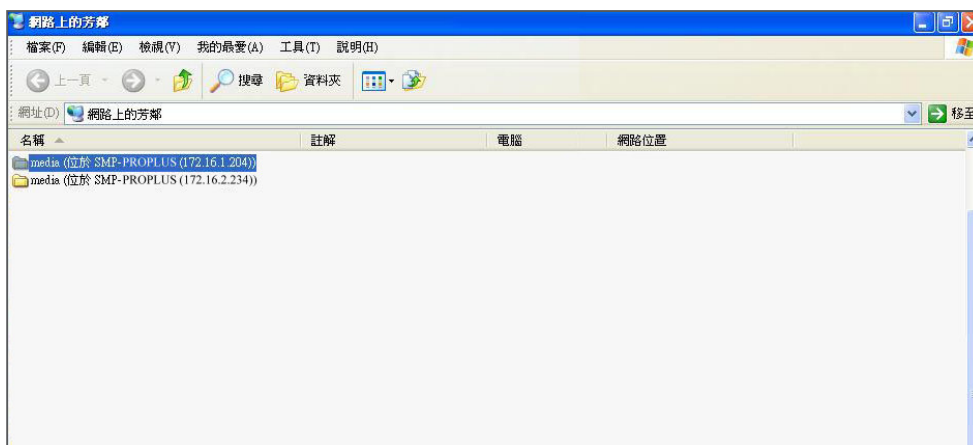 網路上的芳鄰
檔案(F) 編輯(E) 檢視(V) 我的最愛(A) 工具(T) 說明(H)
上一頁 搜尋 資料夾
網址(D) 網路上的芳鄰 移至
名稱 註解 電腦 網路位置
media (位於 SMP-PROPLUS (172.16.1.204))
media (位於 SMP-PROPLUS (172.16.2.234))